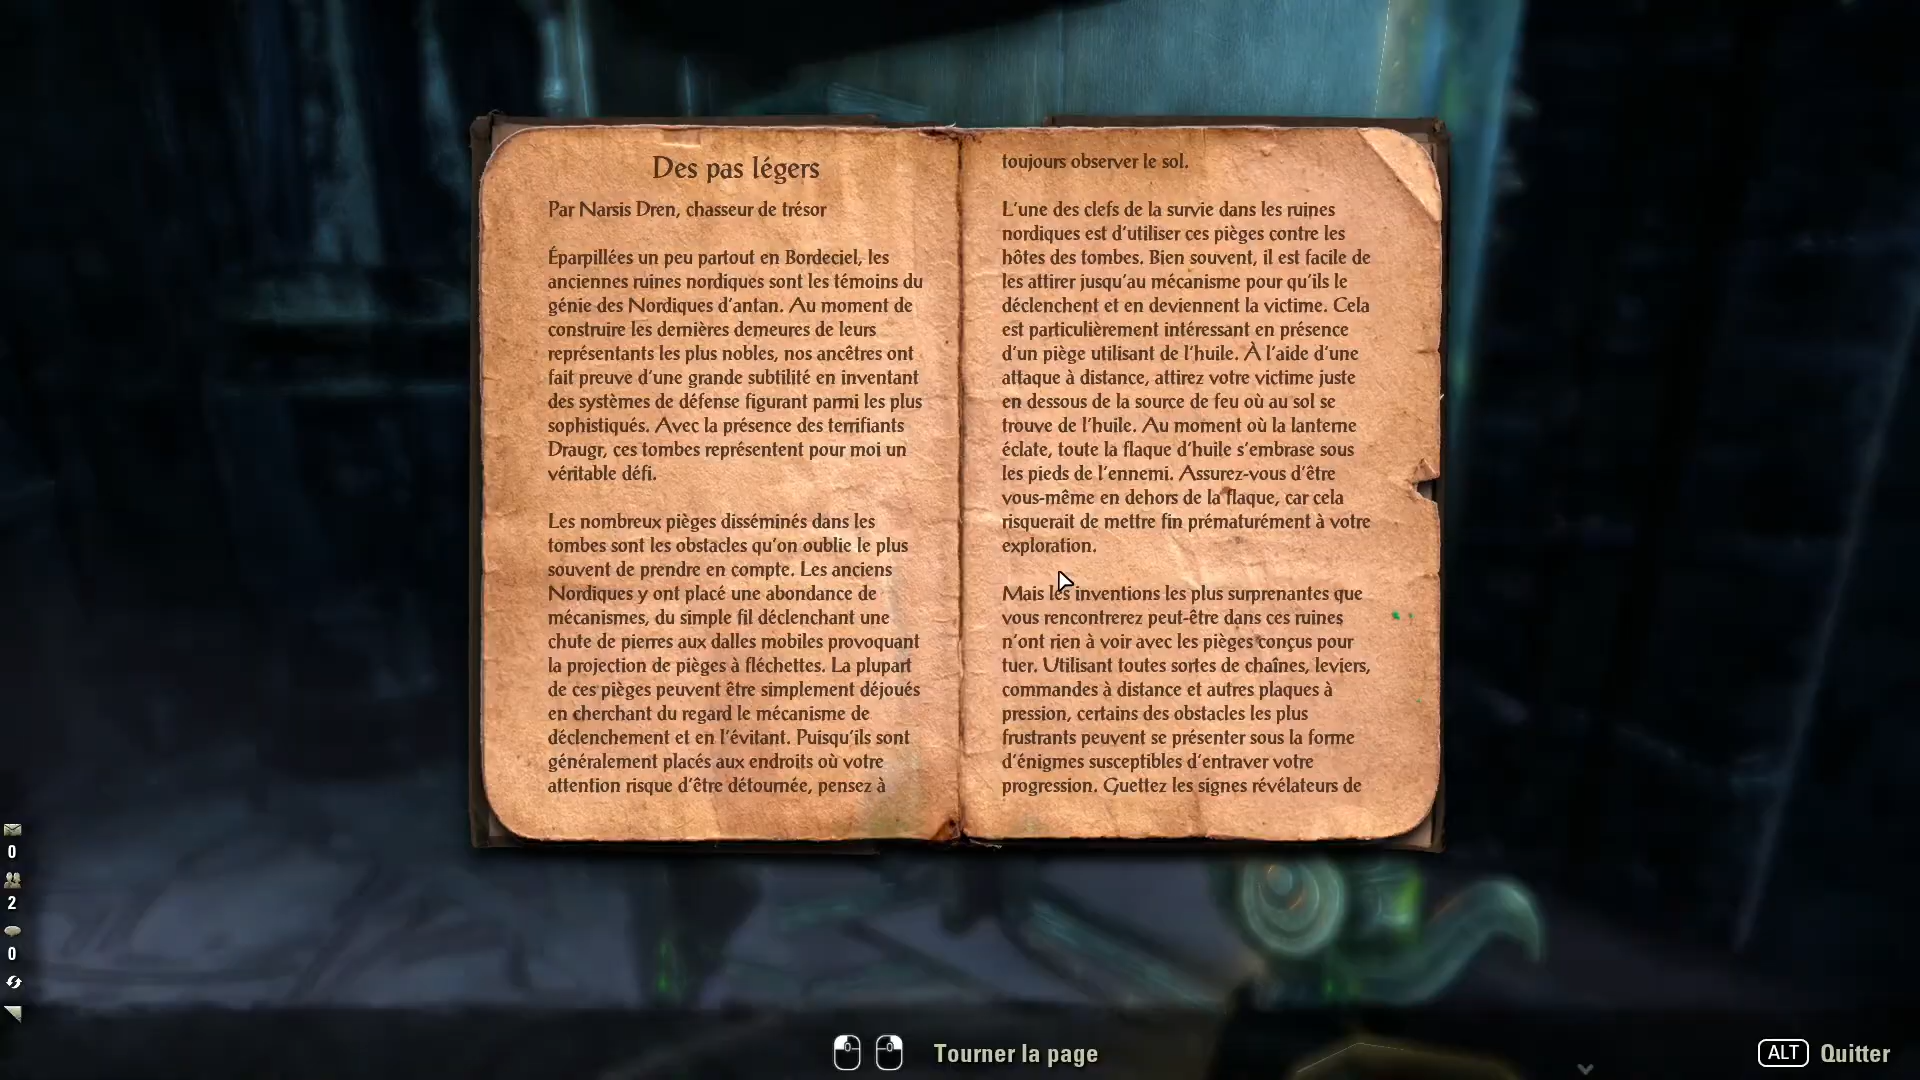 Des pas légers
Par Narsis Dren, chasseur de trésor
Éparpillées un peu partout en Bordeciel, les
anciennes ruines nordiques sont les témoins du
génie des Nordiques d'antan. Au moment de
construire les dernières demeures de leurs
représentants les plus nobles, nos ancêtres ont
fait preuve d'une grande subtilité en inventant
des systèmes de défense figurant parmi les plus
sophistiqués. Avec la présence des terrifiants
Draugr, ces tombes représentent pour moi un
véritable défi.
Les nombreux pièges disséminés dans les
tombes sont les obstacles qu'on oublie le plus
souvent de prendre en compte. Les anciens
Nordiques y ont placé une abondance de
mécanismes, du simple fil déclenchant une
chute de pierres aux dalles mobiles provoquant
la projection de pièges à fléchettes. La plupart
de ces pièges peuvent être simplement déjoués
en cherchant du regard le mécanisme de
déclenchement et en l'évitant. Puisqu'ils sont
généralement placés aux endroits où votre
attention risque d'être détournée, pensez à
toujours observer le sol.
L'une des clefs de la survie dans les ruines
nordiques est d'utiliser ces pièges contre les
hôtes des tombes. Bien souvent, il est facile de
les attirer jusqu'au mécanisme pour qu'ils le
déclenchent et en deviennent la victime. Cela
est particulièrement intéressant en présence
d'un piège utilisant de l'huile. À l'aide d'une
attaque à distance, attirez votre victime juste
en dessous de la source de feu où au sol se
trouve de l'huile. Au moment où la lanterne
éclate, toute la flaque d'huile s'embrase sous
les pieds de l'ennemi. Assurez-vous d'être
vous-même en dehors de la flaque, car cela
risquerait de mettre fin prématurément à votre
exploration.
Mais les inventions les plus surprenantes que
vous rencontrerez peut-être dans ces ruines
n'ont rien à voir avec les pièges conçus pour
tuer. Utilisant toutes sortes de chaînes, leviers,
commandes à distance et autres plaques à
pression, certains des obstacles les plus
frustrants peuvent se présenter sous la forme
d'énigmes susceptibles d'entraver votre
progression. Guettez les signes révélateurs de
0
2
0
Tourner la page
ALT Quitter